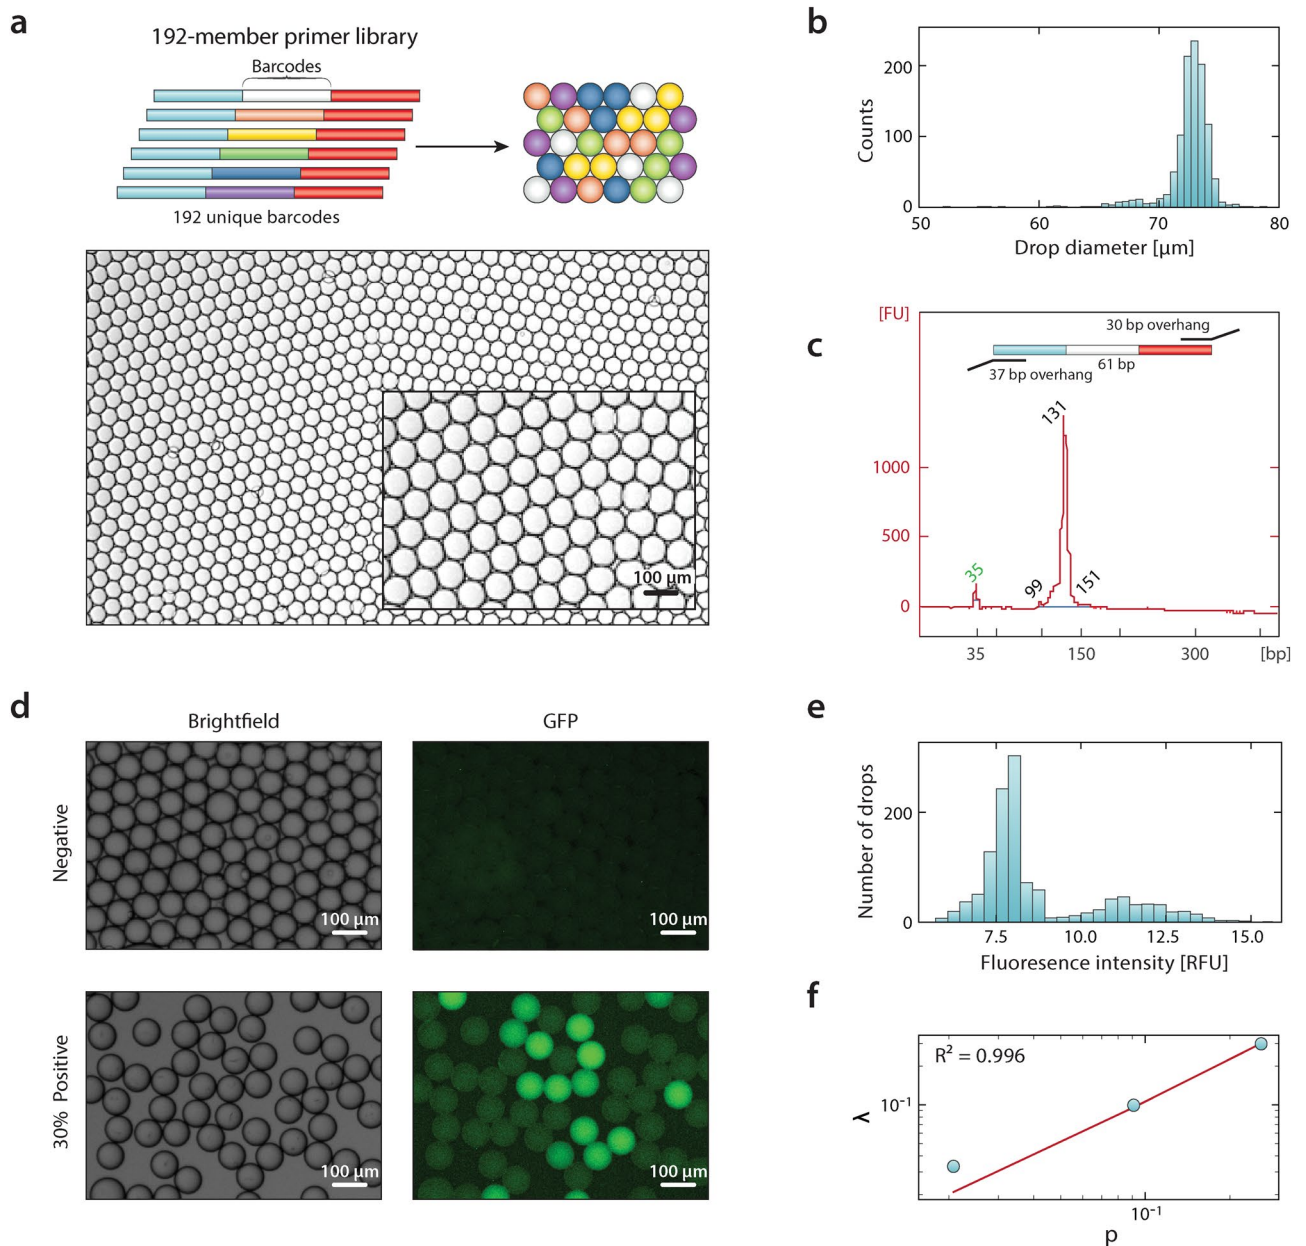 a
192-member primer library
Barcodes
192 unique barcodes
100 µm
b
Counts
200
100
0
50
60
70
80
Drop diameter [µm]
c
[FU]
30 bp overhang
61 bp
37 bp overhang
131
1000
500
35
99
151
0
35
150
300
[bp]
d
Brightfield
GFP
Negative
100 µm
100 µm
30% Positive
100 µm
100 µm
e
Number of drops
200
0
7.5
10.0
12.5
15.0
Fluoresence intensity [RFU]
f
R² = 0.996
λ
10⁻¹
10⁻¹
p